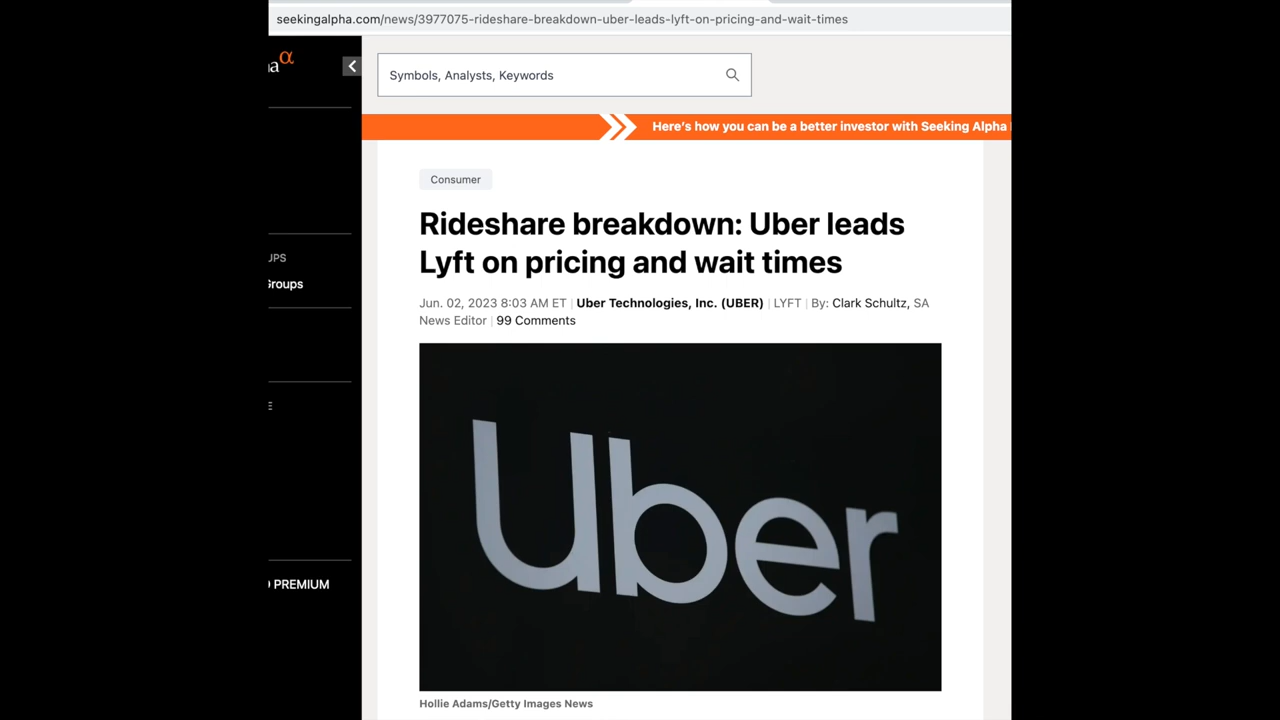 seekingalpha.com/news/3977075-rideshare-breakdown-uber-leads-lyft-on-pricing-and-wait-times
a α
Symbols, Analysts, Keywords
Here's how you can be a better investor with Seeking Alpha
Consumer
Rideshare breakdown: Uber leads
Lyft on pricing and wait times
UPS
Groups
Jun. 02, 2023 8:03 AM ET | Uber Technologies, Inc. (UBER) | LYFT | By: Clark Schultz, SA
News Editor | 99 Comments
E
Uber
PREMIUM
Hollie Adams/Getty Images News